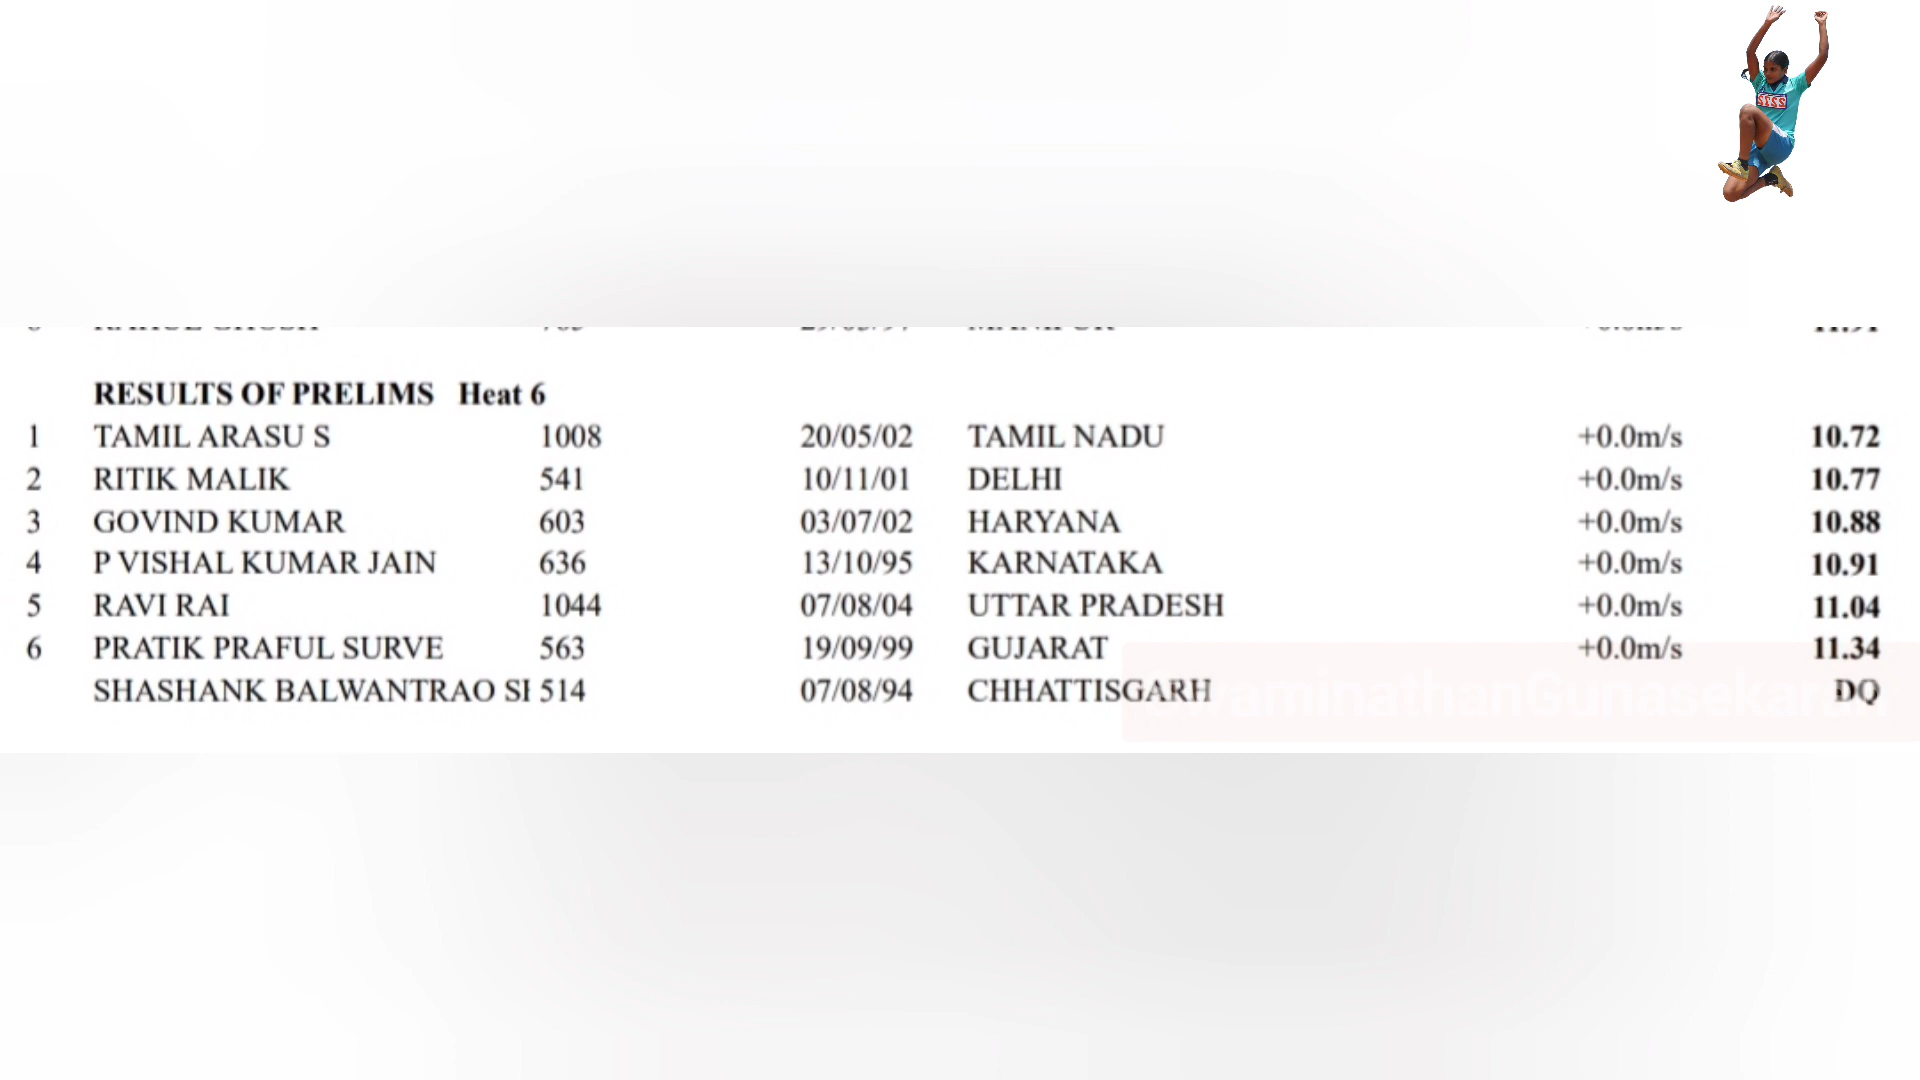 SISS
RESULTS OF PRELIMS Heat 6
1 TAMIL ARASU S 1008 20/05/02 TAMIL NADU +0.0m/s 10.72
2 RITIK MALIK 541 10/11/01 DELHI +0.0m/s 10.77
3 GOVIND KUMAR 603 03/07/02 HARYANA +0.0m/s 10.88
4 P VISHAL KUMAR JAIN 636 13/10/95 KARNATAKA +0.0m/s 10.91
5 RAVI RAI 1044 07/08/04 UTTAR PRADESH +0.0m/s 11.04
6 PRATIK PRAFUL SURVE 563 19/09/99 GUJARAT +0.0m/s 11.34
SHASHANK BALWANTRAO SI 514 07/08/94 CHHATTISGARH DQ